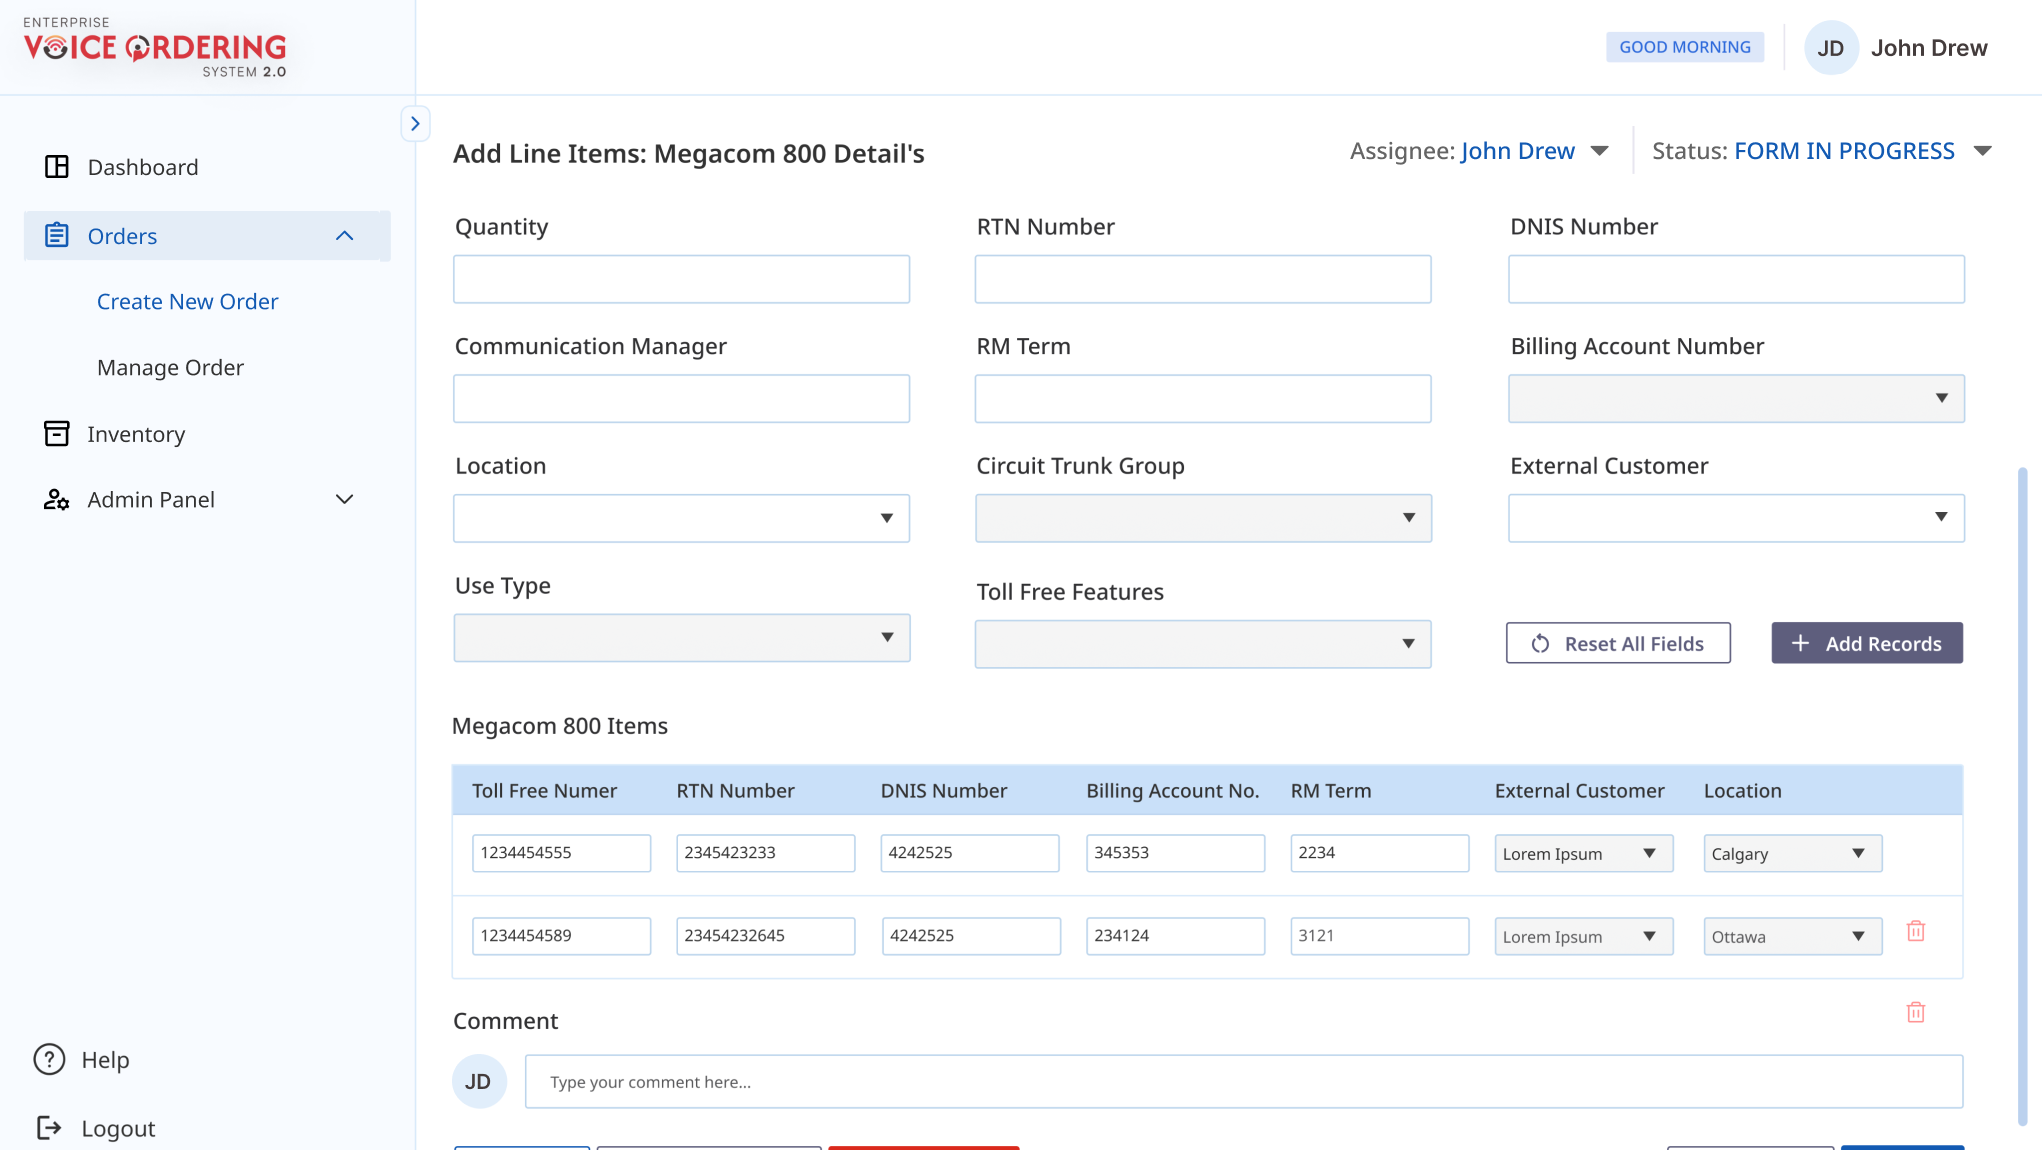 ENTERPRISE
VOICE ORDERING
SYSTEM 2.0
GOOD MORNING
JD
John Drew
Dashboard
Orders
Create New Order
Manage Order
Inventory
Admin Panel
Help
Logout
Add Line Items: Megacom 800 Detail's
Assignee: John Drew
Status: FORM IN PROGRESS
Quantity
RTN Number
DNIS Number
Communication Manager
RM Term
Billing Account Number
Location
Circuit Trunk Group
External Customer
Use Type
Toll Free Features
Reset All Fields
Add Records
Megacom 800 Items
Toll Free Numer RTN Number DNIS Number Billing Account No. RM Term External Customer Location
1234454555 2345423233 4242525 345353 2234 Lorem Ipsum Calgary
1234454589 23454232645 4242525 234124 3121 Lorem Ipsum Ottawa
Comment
JD
Type your comment here...